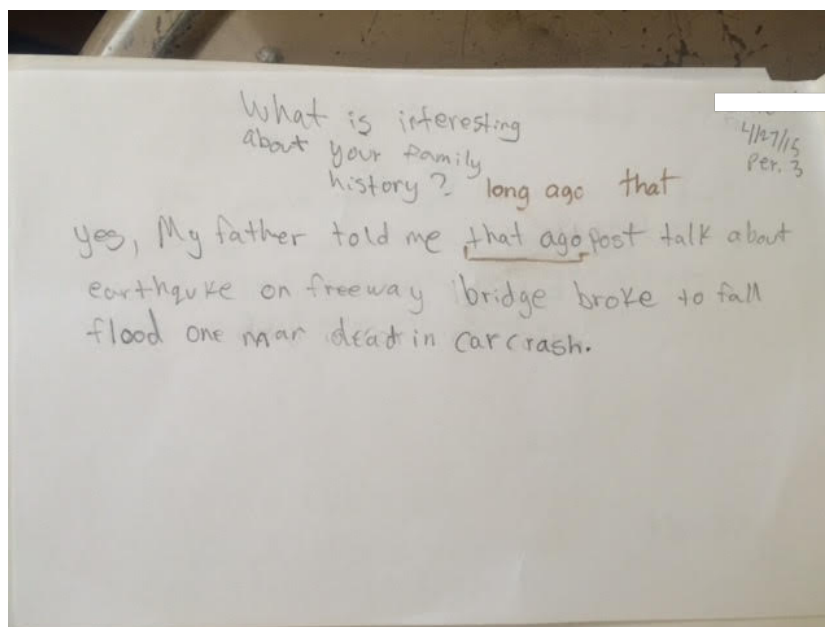 What is interesting
about your family
history? long ago that
4/27/15
Per. 3
yes, My father told me that ago post talk about
earthquke on freeway bridge broke to fall
flood one man dead in car crash.